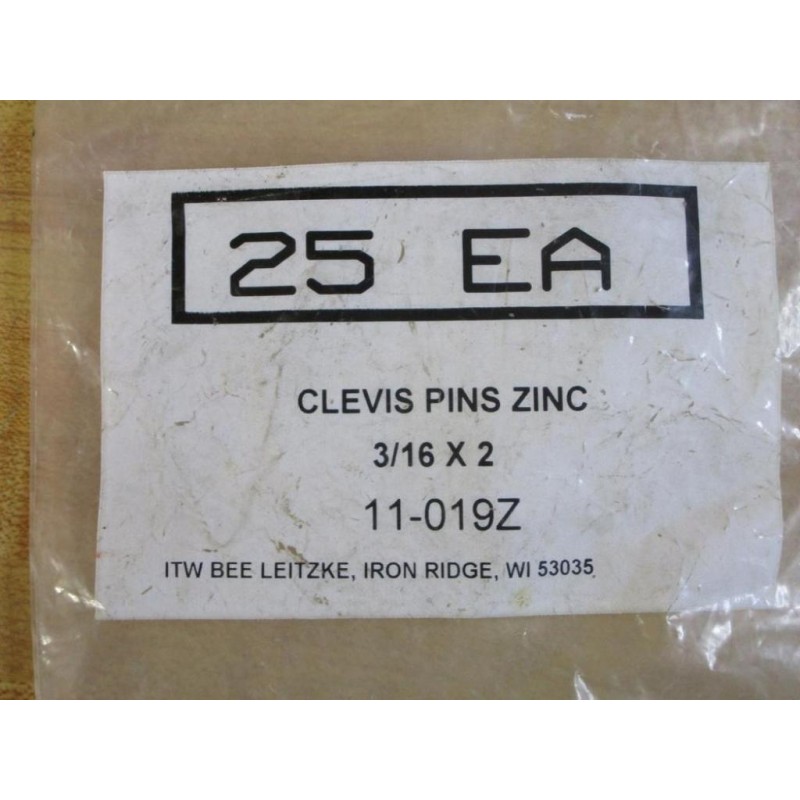 25 EA
CLEVIS PINS ZINC
3/16 X 2
11-019Z
ITW BEE LEITZKE, IRON RIDGE, WI 53035